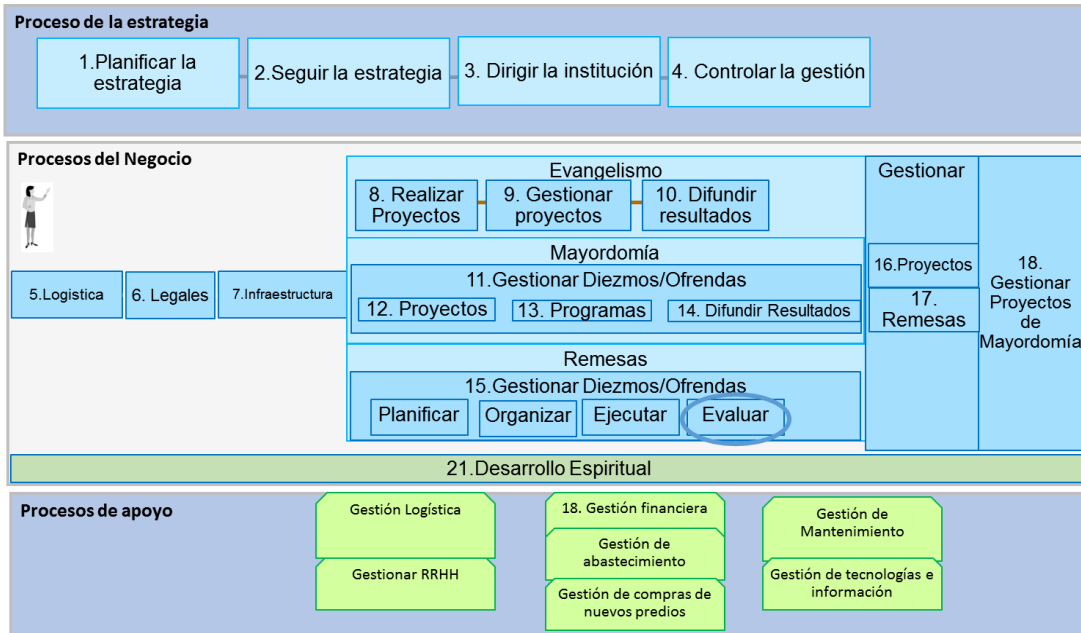 Proceso de la estrategia
1.Planificar la
estrategia
2.Seguir la estrategia
3. Dirigir la institución
4. Controlar la gestión
Procesos del Negocio
5.Logistica
6. Legales
7.Infraestructura
Evangelismo
8. Realizar
Proyectos
9. Gestionar
proyectos
10. Difundir
resultados
Mayordomía
11.Gestionar Diezmos/Ofrendas
12. Proyectos
13. Programas
14. Difundir Resultados
Remesas
15.Gestionar Diezmos/Ofrendas
Planificar
Organizar
Ejecutar
Evaluar
Gestionar
16.Proyectos
17.
Remesas
18.
Gestionar
Proyectos
de
Mayordomía
21.Desarrollo Espiritual
Procesos de apoyo
Gestión Logística
Gestionar RRHH
18. Gestión financiera
Gestión de
abastecimiento
Gestión de compras de
nuevos predios
Gestión de
Mantenimiento
Gestión de tecnologías e
información